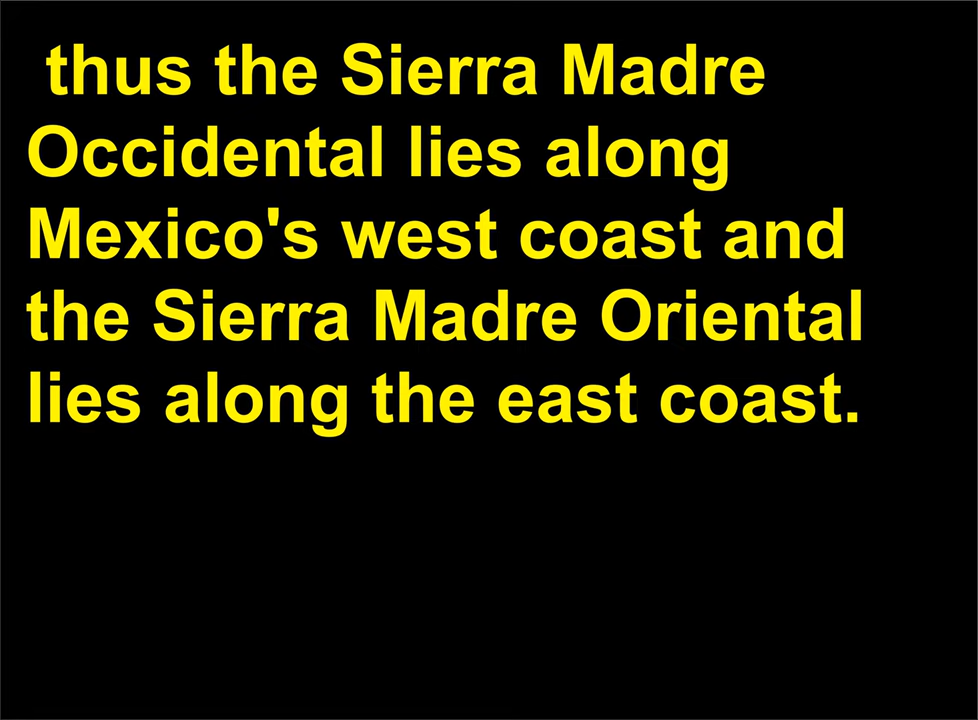 thus the Sierra Madre
Occidental lies along
Mexico's west coast and
the Sierra Madre Oriental
lies along the east coast.